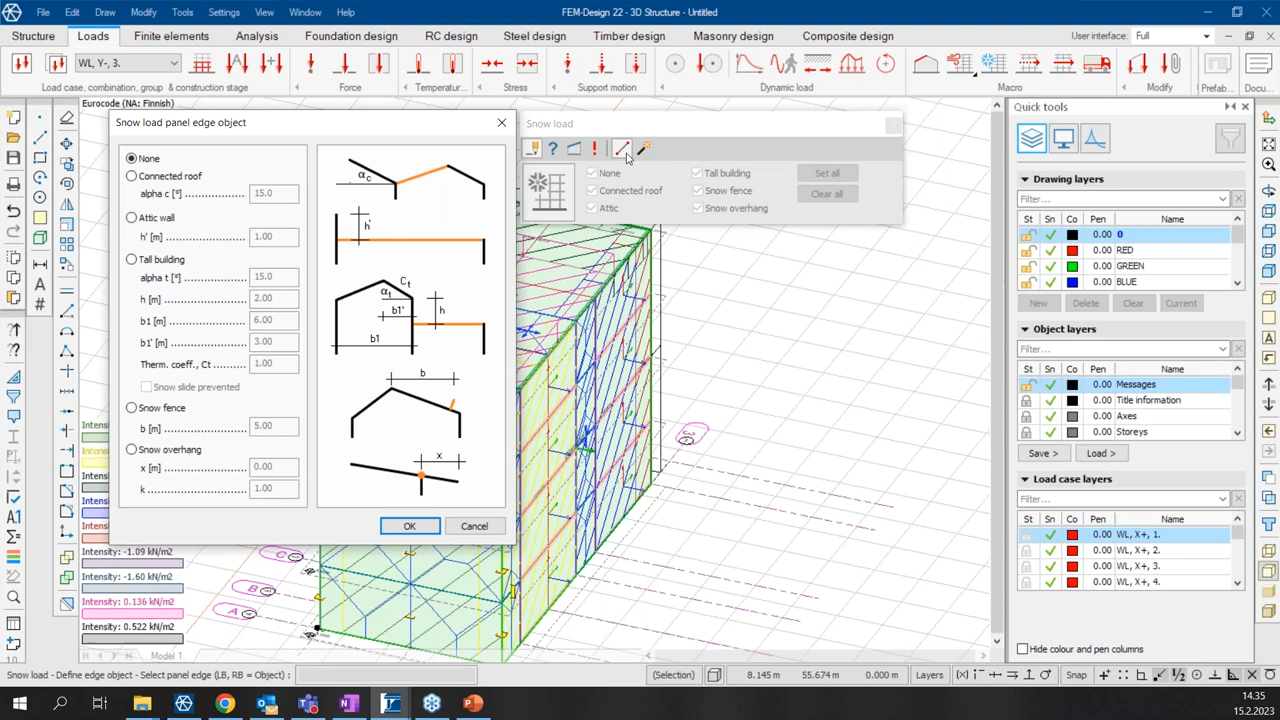 File Edit Draw Modify Tools Settings View Window Help FEM-Design 22 - 3D Structure - Untitled
Structure Loads Finite elements Analysis Foundation design RC design Steel design Timber design Masonry design Composite design User interface: Full
WL, Y-, 3.
Load case, combination, group & construction stage Force Temperatur... Stress Support motion Dynamic load Macro Modify Prefab... Docu...
Eurocode (NA: Finnish)
Snow load panel edge object
None
Connected roof
alpha c [°] 15.0
Attic wall
h' [m] 1.00
Tall building
alpha t [°] 15.0
h [m] 2.00
b1 [m] 6.00
b1' [m] 3.00
Therm. coeff., Ct 1.00
Snow slide prevented
Snow fence
b [m] 5.00
Snow overhang
x [m] 0.00
k 1.00
αc
h'
Ct
αt
b1'
h
b1
b
x
OK Cancel
Snow load
None Tall building Set all
Connected roof Snow fence Clear all
Attic Snow overhang
Intensity: -1.09 kN/m2
Intensity: -1.60 kN/m2
Intensity: 0.136 kN/m2
Intensity: 0.522 kN/m2
C
B
A
3
Model 1
Quick tools
Drawing layers
Filter...
St Sn Co Pen Name
0.00 0
0.00 RED
0.00 GREEN
0.00 BLUE
New Delete Clear Current
Object layers
Filter...
St Sn Co Pen Name
0.00 Messages
0.00 Title information
0.00 Axes
0.00 Storeys
Save > Load >
Load case layers
Filter...
St Sn Co Pen Name
0.00 WL, X+, 1.
0.00 WL, X+, 2.
0.00 WL, X+, 3.
0.00 WL, X+, 4.
Hide colour and pen columns
Snow load - Define edge object - Select panel edge (LB, RB = Object): (Selection) 8.145 m 55.674 m 0.000 m Layers Snap
14.35
15.2.2023